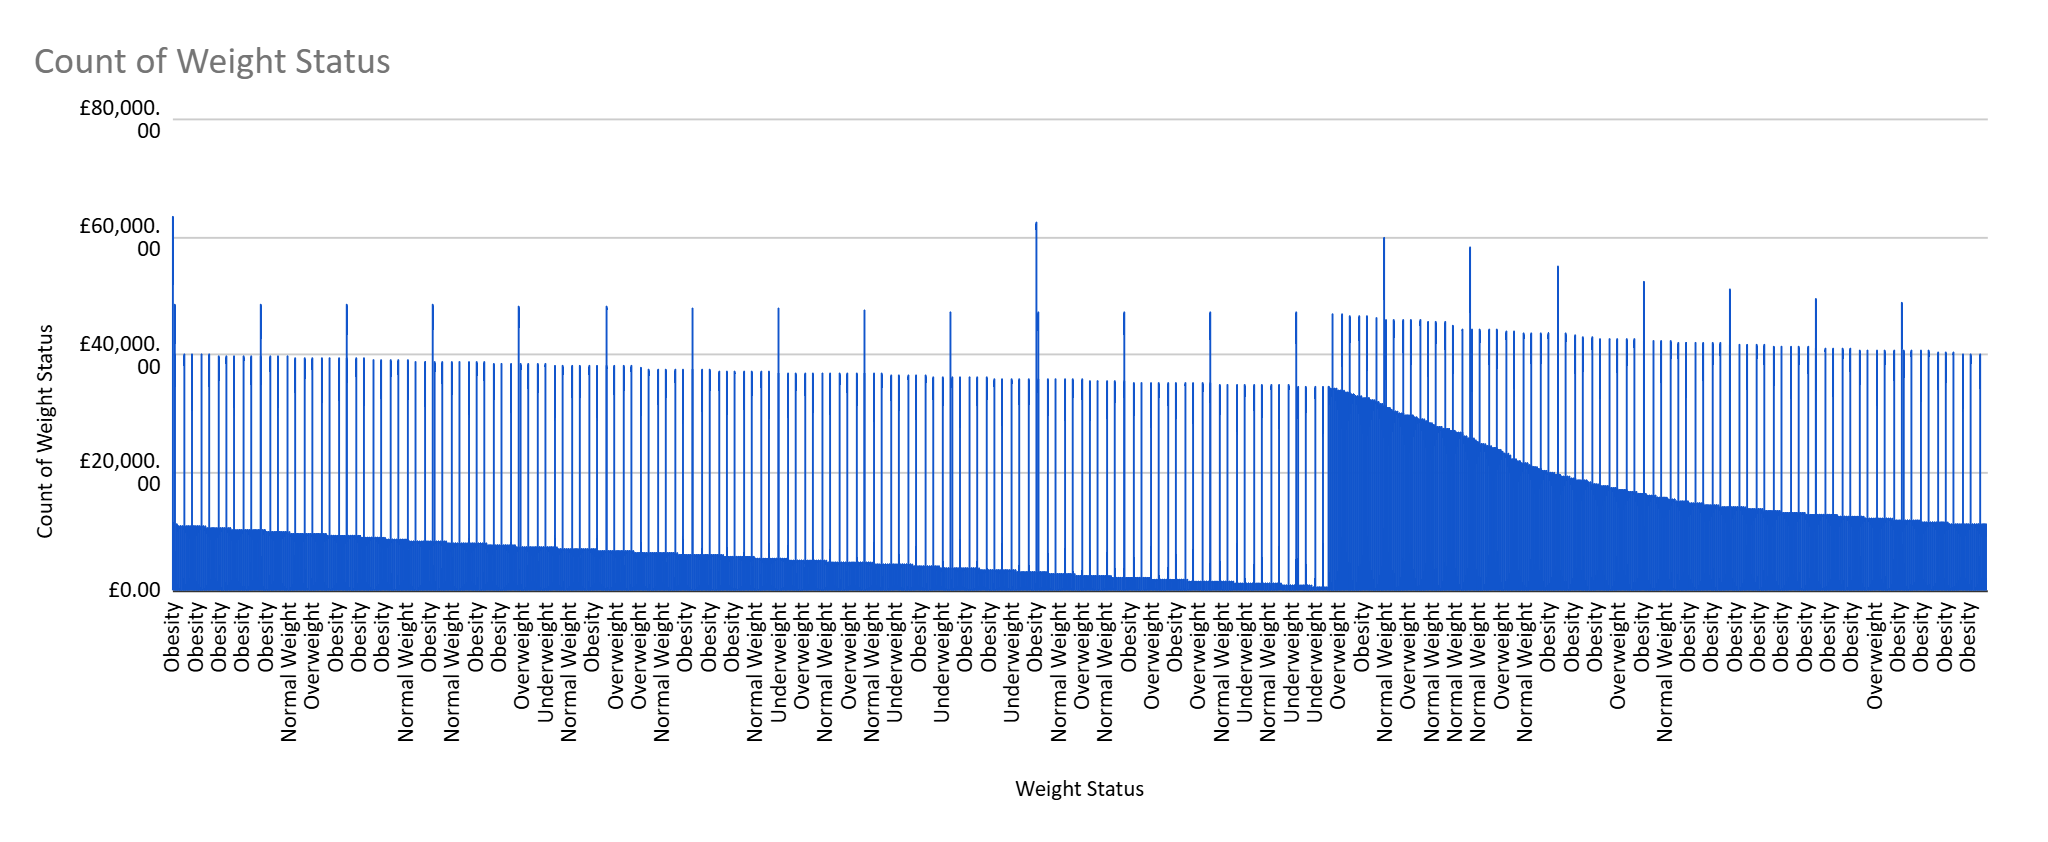 Count of Weight Status
£80,000.
00
£60,000.
00
£40,000.
00
£20,000.
00
£0.00
Count of Weight Status
Obesity
Obesity
Obesity
Obesity
Obesity
Normal Weight
Overweight
Obesity
Obesity
Obesity
Normal Weight
Obesity
Normal Weight
Obesity
Obesity
Overweight
Underweight
Normal Weight
Obesity
Overweight
Overweight
Normal Weight
Obesity
Obesity
Obesity
Normal Weight
Underweight
Overweight
Normal Weight
Overweight
Normal Weight
Underweight
Obesity
Underweight
Obesity
Obesity
Underweight
Obesity
Normal Weight
Overweight
Normal Weight
Obesity
Overweight
Obesity
Overweight
Normal Weight
Underweight
Normal Weight
Underweight
Underweight
Overweight
Obesity
Normal Weight
Overweight
Normal Weight
Normal Weight
Normal Weight
Overweight
Normal Weight
Obesity
Obesity
Obesity
Overweight
Obesity
Normal Weight
Obesity
Obesity
Obesity
Obesity
Obesity
Obesity
Obesity
Obesity
Overweight
Obesity
Obesity
Obesity
Obesity
Weight Status